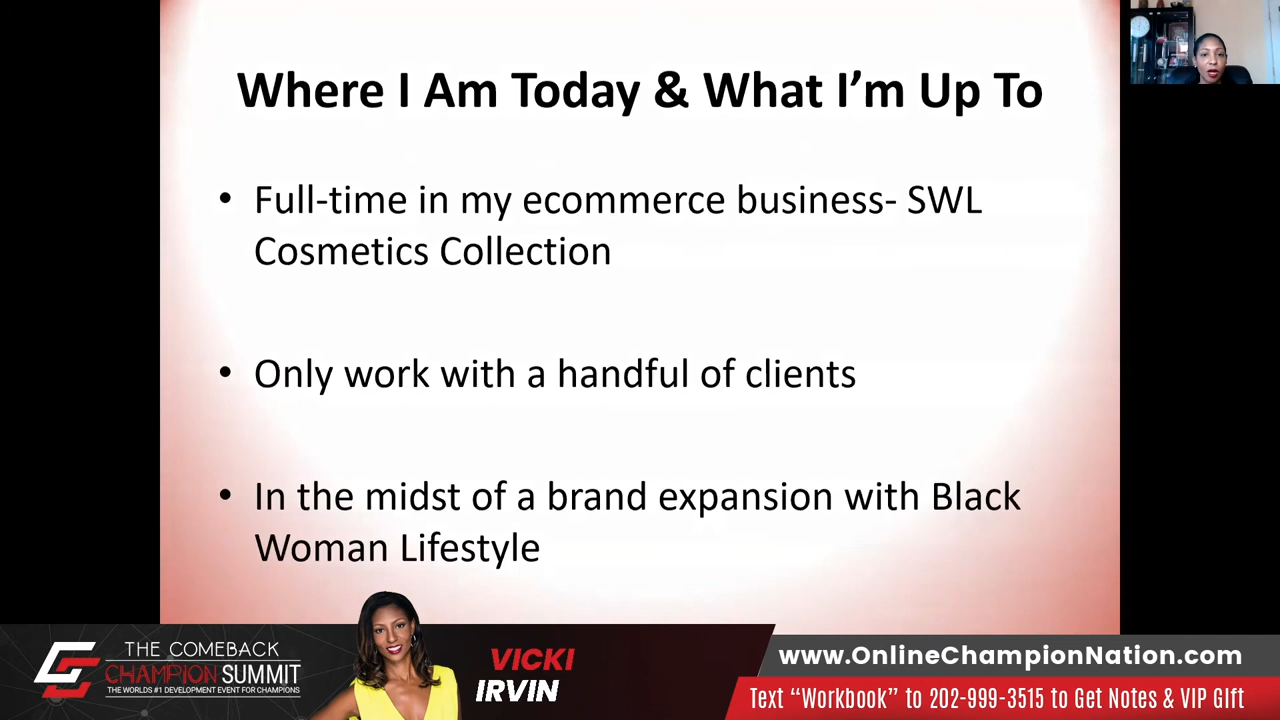 Where I Am Today & What I’m Up To
• Full-time in my ecommerce business- SWL
Cosmetics Collection
• Only work with a handful of clients
• In the midst of a brand expansion with Black
Woman Lifestyle
THE COMEBACK
CHAMPION SUMMIT
THE WORLDS #1 DEVELOPMENT EVENT FOR CHAMPIONS
VICKI
IRVIN
www.OnlineChampionNation.com
Text “Workbook” to 202-999-3515 to Get Notes & VIP GIft